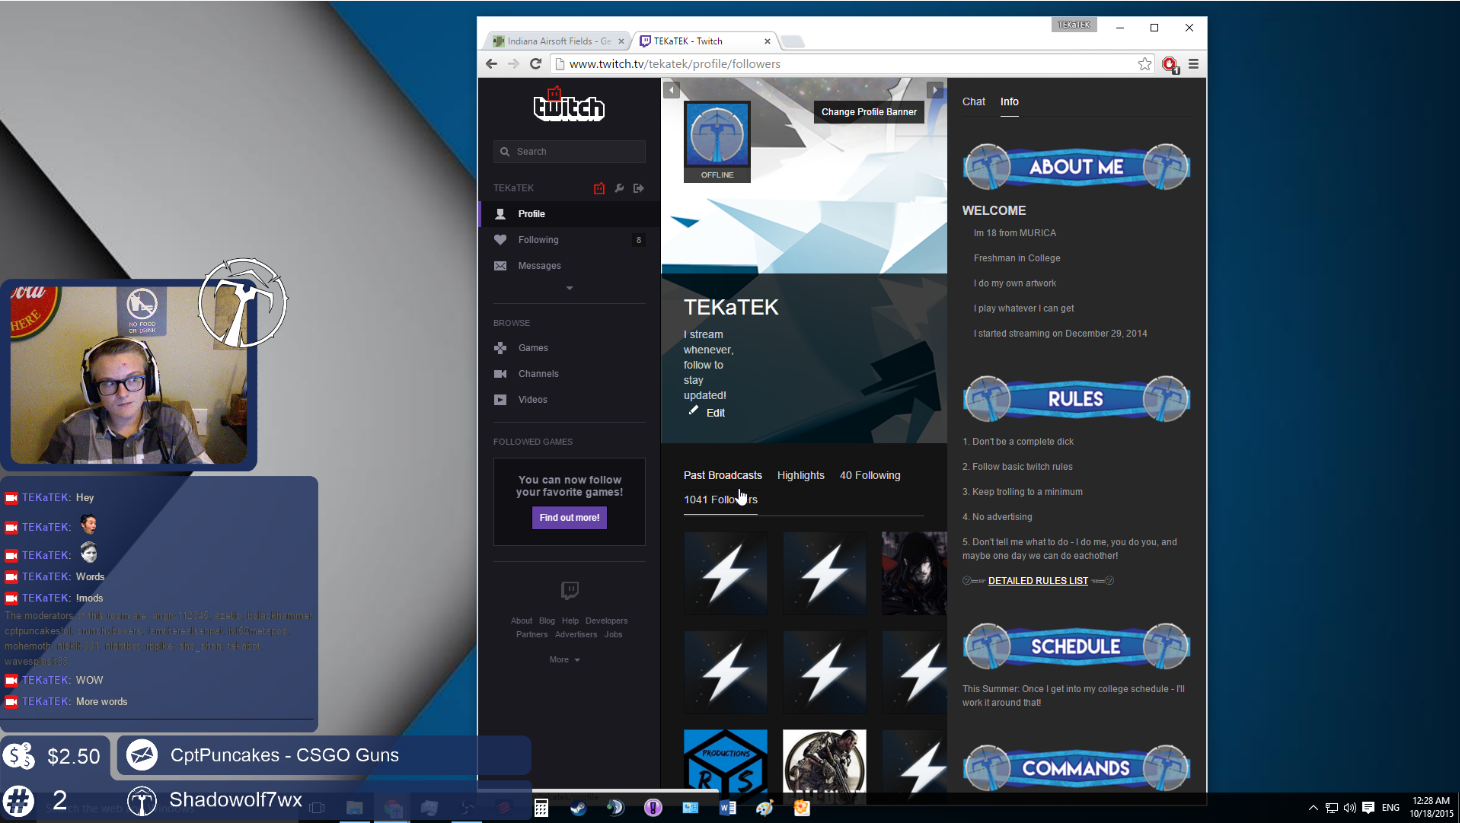 TEKaTEK
Indiana Airsoft Fields - Ge
TEKaTEK - Twitch
www.twitch.tv/tekatek/profile/followers
twitch
Search
TEKaTEK
Profile
Following 8
Messages
BROWSE
Games
Channels
Videos
FOLLOWED GAMES
You can now follow
your favorite games!
Find out more!
About Blog Help Developers
Partners Advertisers Jobs
More
Change Profile Banner
OFFLINE
TEKaTEK
I stream
whenever,
follow to
stay
updated!
Edit
Past Broadcasts Highlights 40 Following
1041 Followers
PRODUCTIONS
R S
Chat Info
ABOUT ME
WELCOME
Im 18 from MURICA
Freshman in College
I do my own artwork
I play whatever I can get
I started streaming on December 29, 2014
RULES
1. Don't be a complete dick
2. Follow basic twitch rules
3. Keep trolling to a minimum
4. No advertising
5. Don't tell me what to do - I do me, you do you, and
maybe one day we can do eachother!
DETAILED RULES LIST
SCHEDULE
This Summer: Once I get into my college schedule - I'll
work it around that!
COMMANDS
HERE
NO FOOD
OR DRINK
TEKaTEK: Hey
TEKaTEK:
TEKaTEK:
TEKaTEK: Words
TEKaTEK: !mods
The moderators
TEKaTEK: WOW
TEKaTEK: More words
$2.50
CptPuncakes - CSGO Guns
# 2
Shadowolf7wx
ENG
12:28 AM
10/18/2015